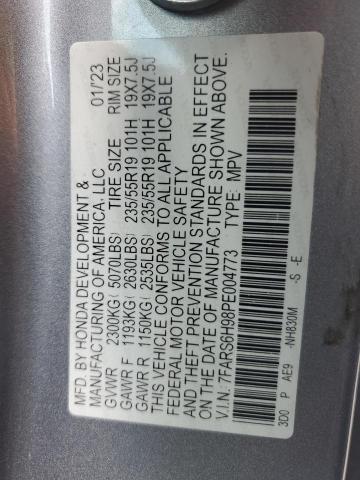 MFD. BY HONDA DEVELOPMENT &
MANUFACTURING OF AMERICA, LLC 01/23
GVWR 2300KG( 5070LBS) TIRE SIZE RIM SIZE
GAWR F 1193KG ( 2630LBS) 235/55R19 101H 19X7.5J
GAWR R 1150KG ( 2535LBS) 235/55R19 101H 19X7.5J
THIS VEHICLE CONFORMS TO ALL APPLICABLE
FEDERAL MOTOR VEHICLE SAFETY
AND THEFT PREVENTION STANDARDS IN EFFECT
ON THE DATE OF MANUFACTURE SHOWN ABOVE.
V.I.N. 7FARS6H98PE004773 TYPE: MPV
3D0 P AE9 -NH830M -S -E